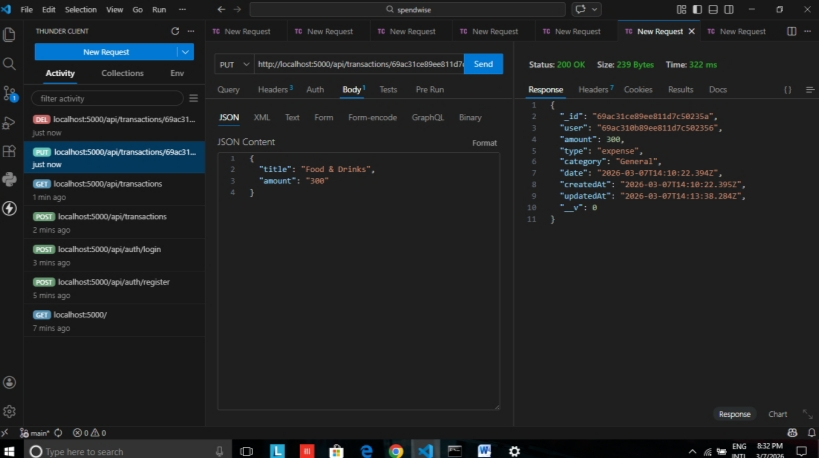 File Edit Selection View Go Run ··· spendwise
THUNDER CLIENT
New Request
Activity Collections Env
filter activity
DEL localhost:5000/api/transactions/69ac31...
just now
PUT localhost:5000/api/transactions/69ac31...
just now
GET localhost:5000/api/transactions
1 min ago
POST localhost:5000/api/transactions
2 mins ago
POST localhost:5000/api/auth/login
3 mins ago
POST localhost:5000/api/auth/register
5 mins ago
GET localhost:5000/
7 mins ago
TC New Request TC New Request TC New Request TC New Request TC New Request TC New Request TC New Request
PUT http://localhost:5000/api/transactions/69ac31ce89ee811d7c Send
Query Headers 3 Auth Body 1 Tests Pre Run
JSON XML Text Form Form-encode GraphQL Binary
JSON Content Format
1 {
2 "title": "Food & Drinks",
3 "amount": "300"
4 }
Status: 200 OK Size: 239 Bytes Time: 322 ms
Response Headers 7 Cookies Results Docs { }
1 {
2 "_id": "69ac31ce89ee811d7c50235a",
3 "user": "69ac310b89ee811d7c502356",
4 "amount": 300,
5 "type": "expense",
6 "category": "General",
7 "date": "2026-03-07T14:10:22.394Z",
8 "createdAt": "2026-03-07T14:10:22.395Z",
9 "updatedAt": "2026-03-07T14:13:38.284Z",
10 "__v": 0
11 }
Response Chart
main* 0 0
Type here to search
ENG
INTL
8:32 PM
3/7/2026